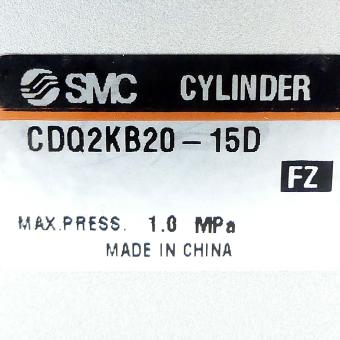 SMC CYLINDER
CDQ2KB20-15D
FZ
MAX.PRESS. 1.0 MPa
MADE IN CHINA